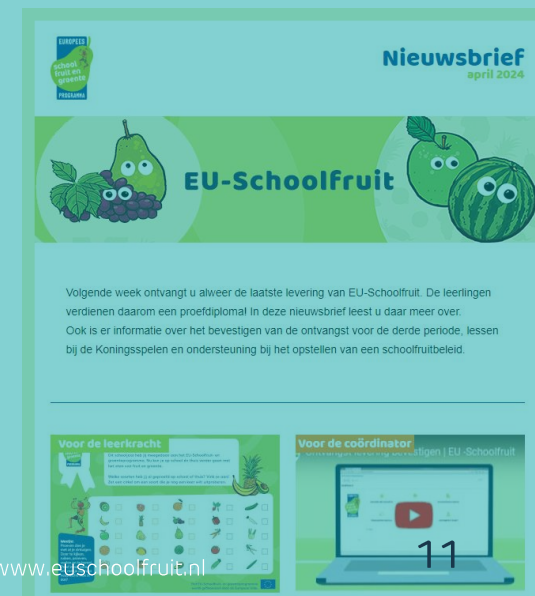 EUROPEES
school
fruit en
groente
PROGRAMMA
Nieuwsbrief
april 2024
EU-Schoolfruit
Volgende week ontvangt u alweer de laatste levering van EU-Schoolfruit. De leerlingen
verdienen daarom een proefdiploma! In deze nieuwsbrief leest u daar meer over.
Ook is er informatie over het bevestigen van de ontvangst voor de derde periode, lessen
bij de Koningsspelen en ondersteuning bij het opstellen van een schoolfruitbeleid.
Voor de leerkracht
Voor de coördinator
Ontvangst levering bevestigen | EU-Schoolfruit
11
www.euschoolfruit.nl